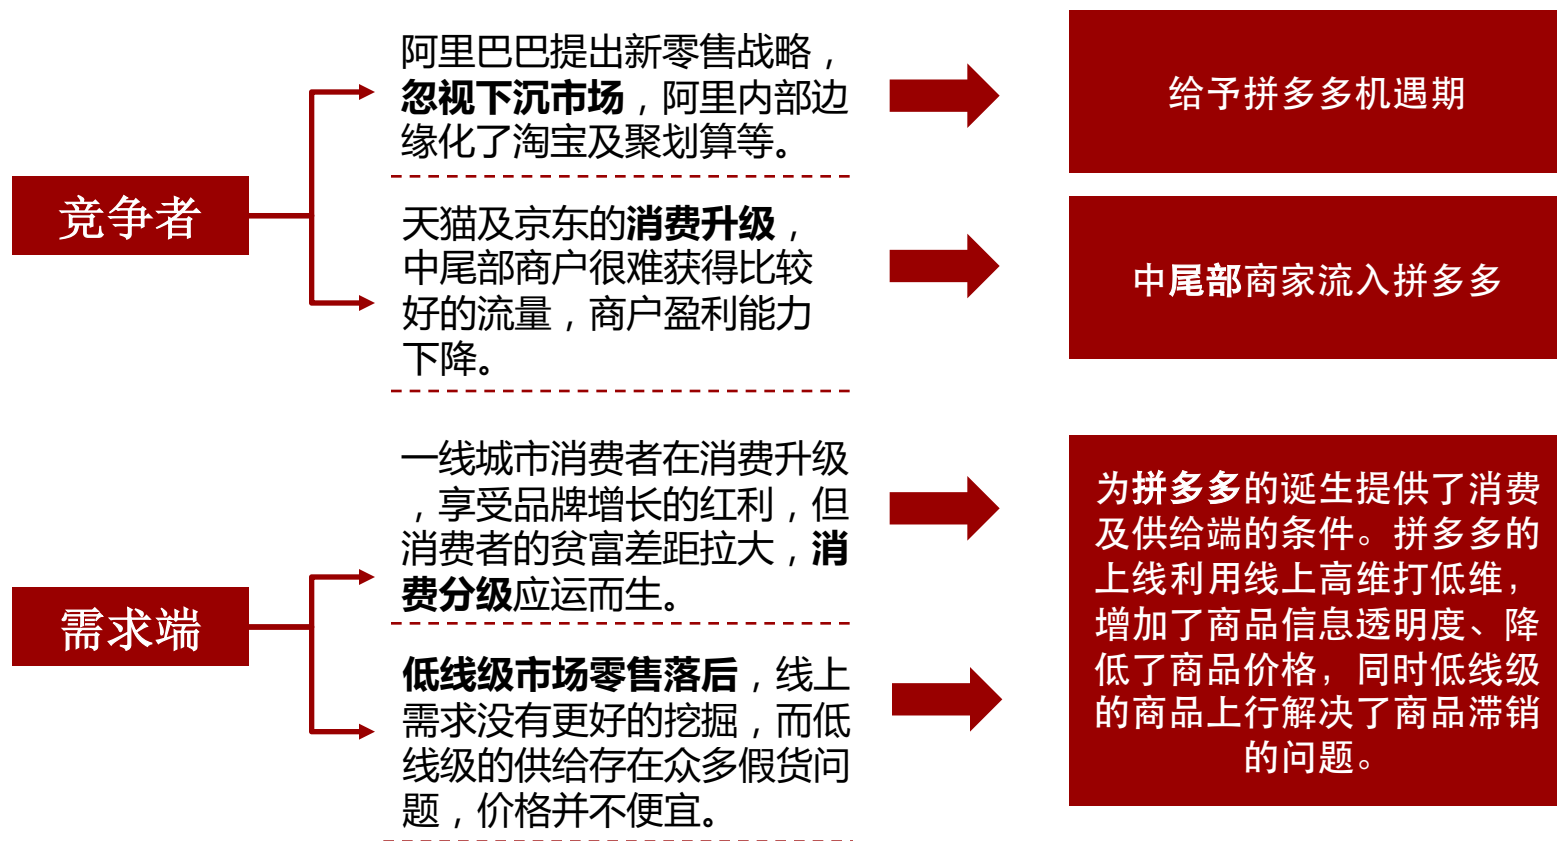 竞争者
阿里巴巴提出新零售战略，
忽视下沉市场，阿里内部边
缘化了淘宝及聚划算等。
给予拼多多机遇期
天猫及京东的消费升级，
中尾部商户很难获得比较
好的流量，商户盈利能力
下降。
中尾部商家流入拼多多
需求端
一线城市消费者在消费升级
，享受品牌增长的红利，但
消费者的贫富差距拉大，消
费分级应运而生。
低线级市场零售落后，线上
需求没有更好的挖掘，而低
线级的供给存在众多假货问
题，价格并不便宜。
为拼多多的诞生提供了消费
及供给端的条件。拼多多的
上线利用线上高维打低维，
增加了商品信息透明度、降
低了商品价格，同时低线级
的商品上行解决了商品滞销
的问题。